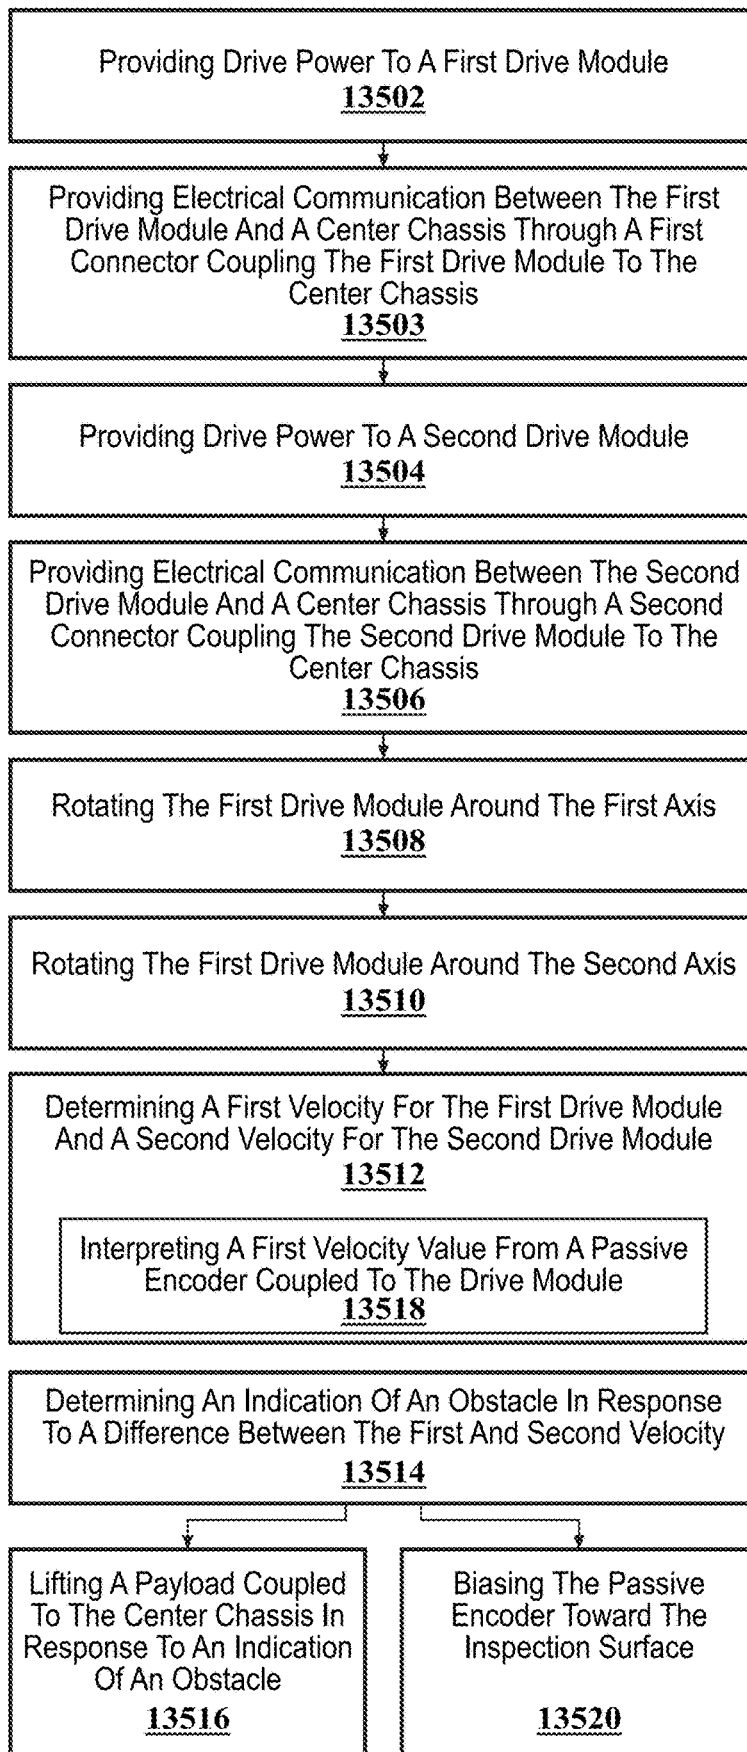 Providing Drive Power To A First Drive Module
13502
Providing Electrical Communication Between The First
Drive Module And A Center Chassis Through A First
Connector Coupling The First Drive Module To The
Center Chassis
13503
Providing Drive Power To A Second Drive Module
13504
Providing Electrical Communication Between The Second
Drive Module And A Center Chassis Through A Second
Connector Coupling The Second Drive Module To The
Center Chassis
13506
Rotating The First Drive Module Around The First Axis
13508
Rotating The First Drive Module Around The Second Axis
13510
Determining A First Velocity For The First Drive Module
And A Second Velocity For The Second Drive Module
13512
Interpreting A First Velocity Value From A Passive
Encoder Coupled To The Drive Module
13518
Determining An Indication Of An Obstacle In Response
To A Difference Between The First And Second Velocity
13514
Lifting A Payload Coupled
To The Center Chassis In
Response To An Indication
Of An Obstacle
13516
Biasing The Passive
Encoder Toward The
Inspection Surface
13520